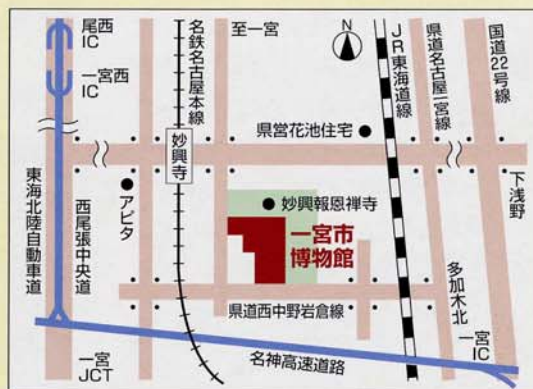 尾西
IC
一宮西
IC
名鉄名古屋本線
至一宮
N
JR東海道線
県道名古屋一宮線
国道22号線
県営花池住宅
妙興寺
東海北陸自動車道
西尾張中央道
アピタ
妙興報恩禅寺
一宮市
博物館
下浅野
多加木北
県道西中野岩倉線
一宮
JCT
名神高速道路
一宮
IC